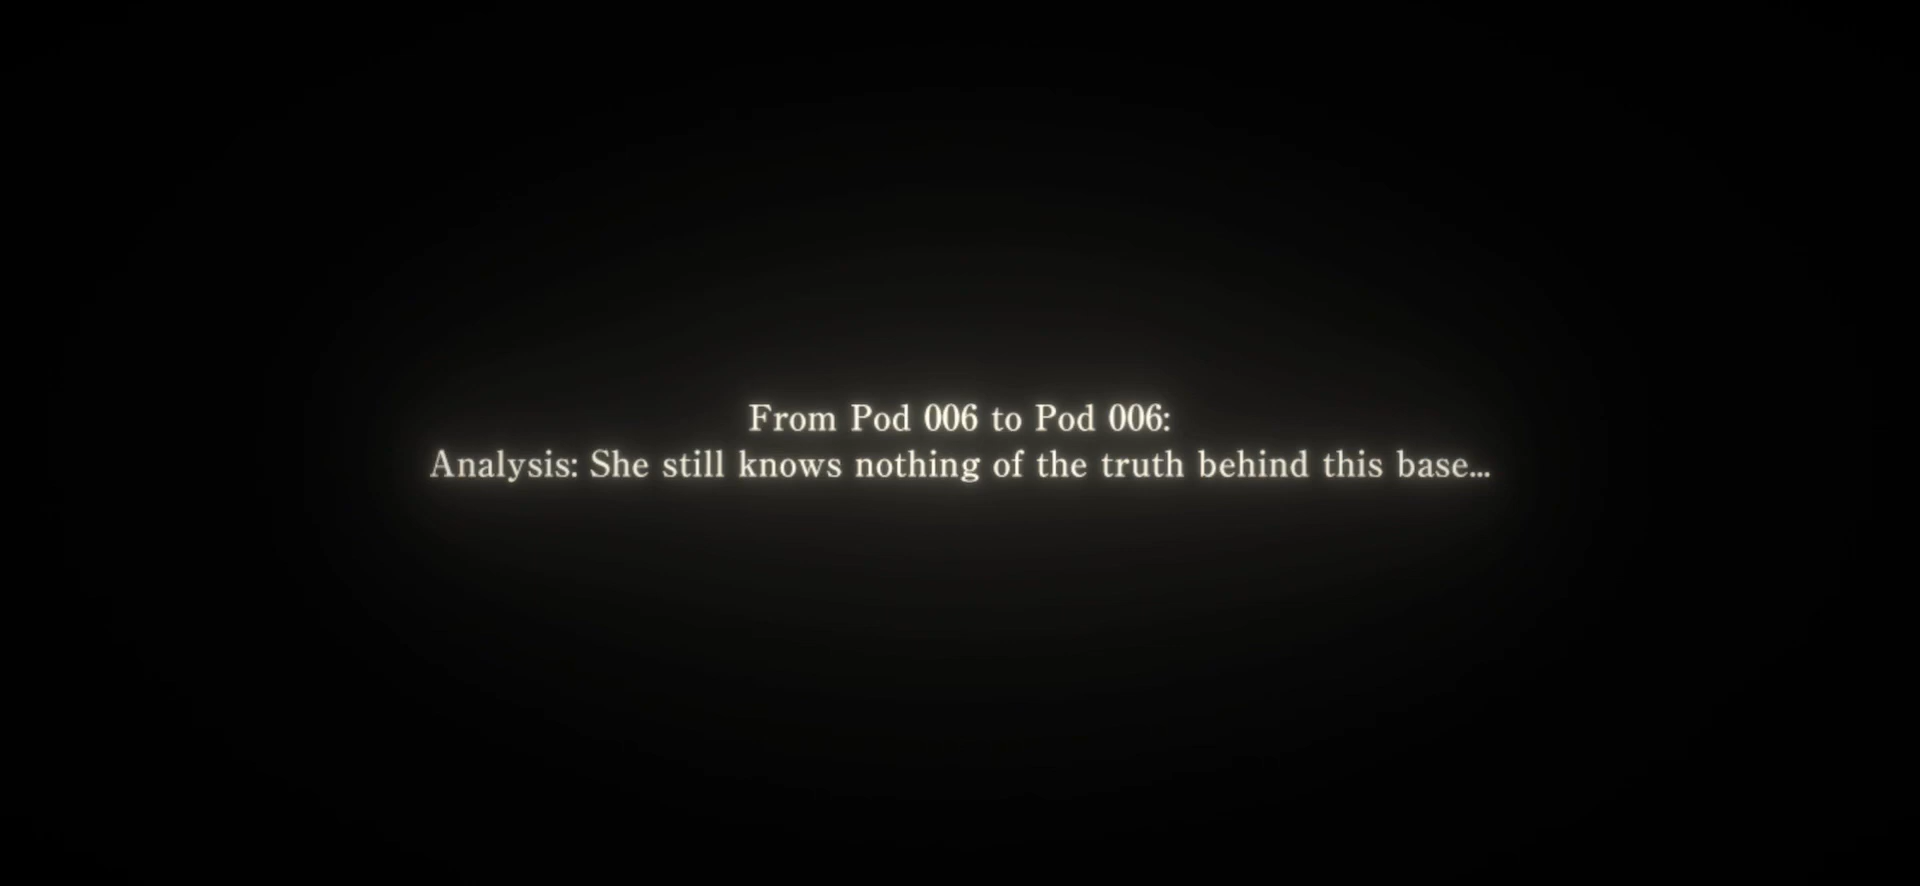 From Pod 006 to Pod 006:
Analysis: She still knows nothing of the truth behind this base...